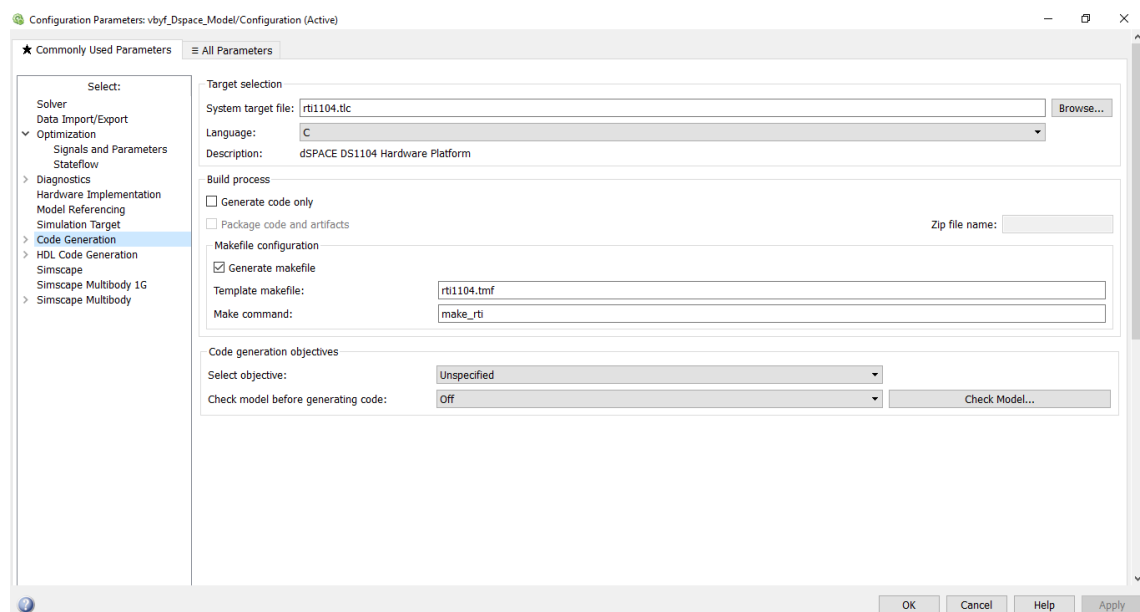 Configuration Parameters: vbyf_Dspace_Model/Configuration (Active)
★ Commonly Used Parameters
≡ All Parameters
Select:
Solver
Data Import/Export
Optimization
Signals and Parameters
Stateflow
Diagnostics
Hardware Implementation
Model Referencing
Simulation Target
Code Generation
HDL Code Generation
Simscape
Simscape Multibody 1G
Simscape Multibody
Target selection
System target file: rti1104.tlc Browse...
Language: C
Description: dSPACE DS1104 Hardware Platform
Build process
Generate code only
Package code and artifacts Zip file name:
Makefile configuration
Generate makefile
Template makefile: rti1104.tmf
Make command: make_rti
Code generation objectives
Select objective: Unspecified
Check model before generating code: Off Check Model...
OK Cancel Help Apply